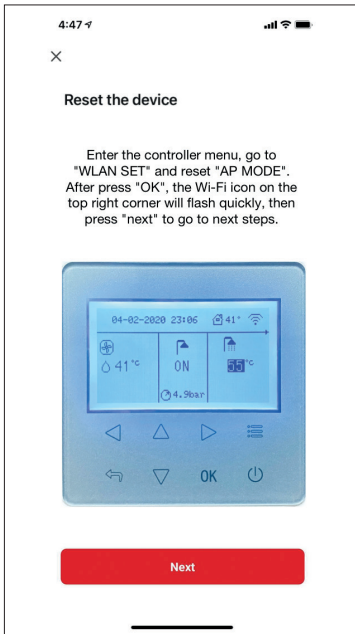 4:47
Reset the device
Enter the controller menu, go to
"WLAN SET" and reset "AP MODE".
After press "OK", the Wi-Fi icon on the
top right corner will flash quickly, then
press "next" to go to next steps.
04-02-2020 23:06 41°
41°C ON 55°C
4.9bar
OK
Next